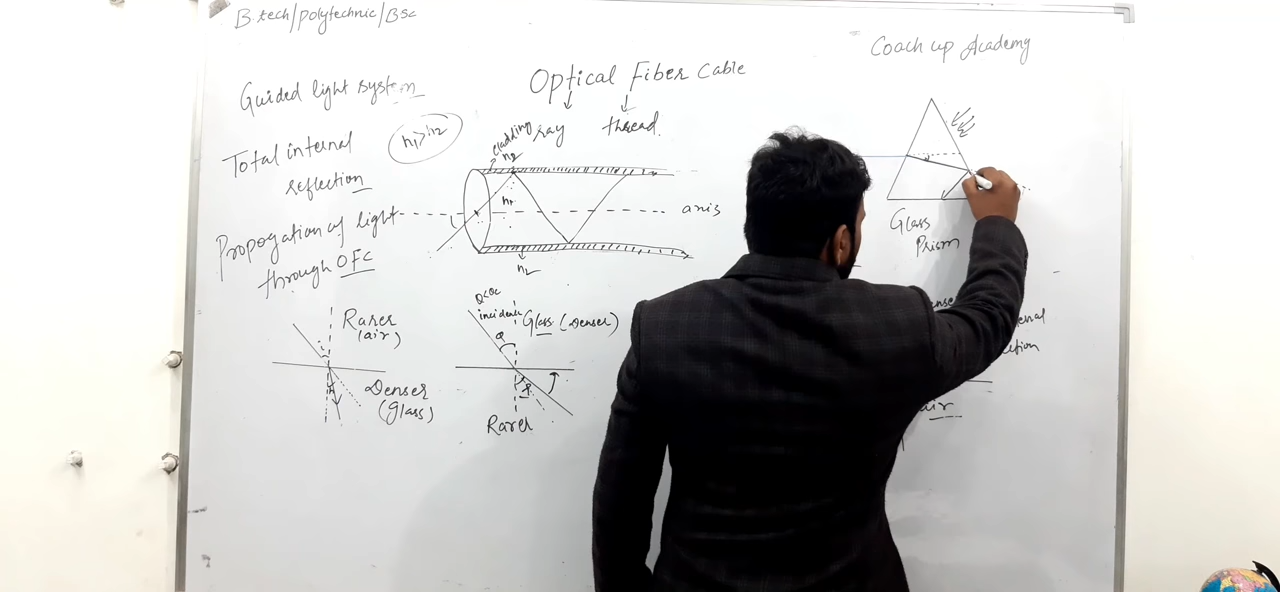 B.tech/polytechnic/BSc
Coach up Academy
Optical Fiber Cable
ray
thread
Guided light system
Total internal
reflection
n₁>n₂
cladding
n₂
n₁
n₂
i
axis
Propogation of light
through OFC
Rarer
(air)
i
r
Denser
(glass)
incidence
Glass (Denser)
Rarer
Glass
Prism
air